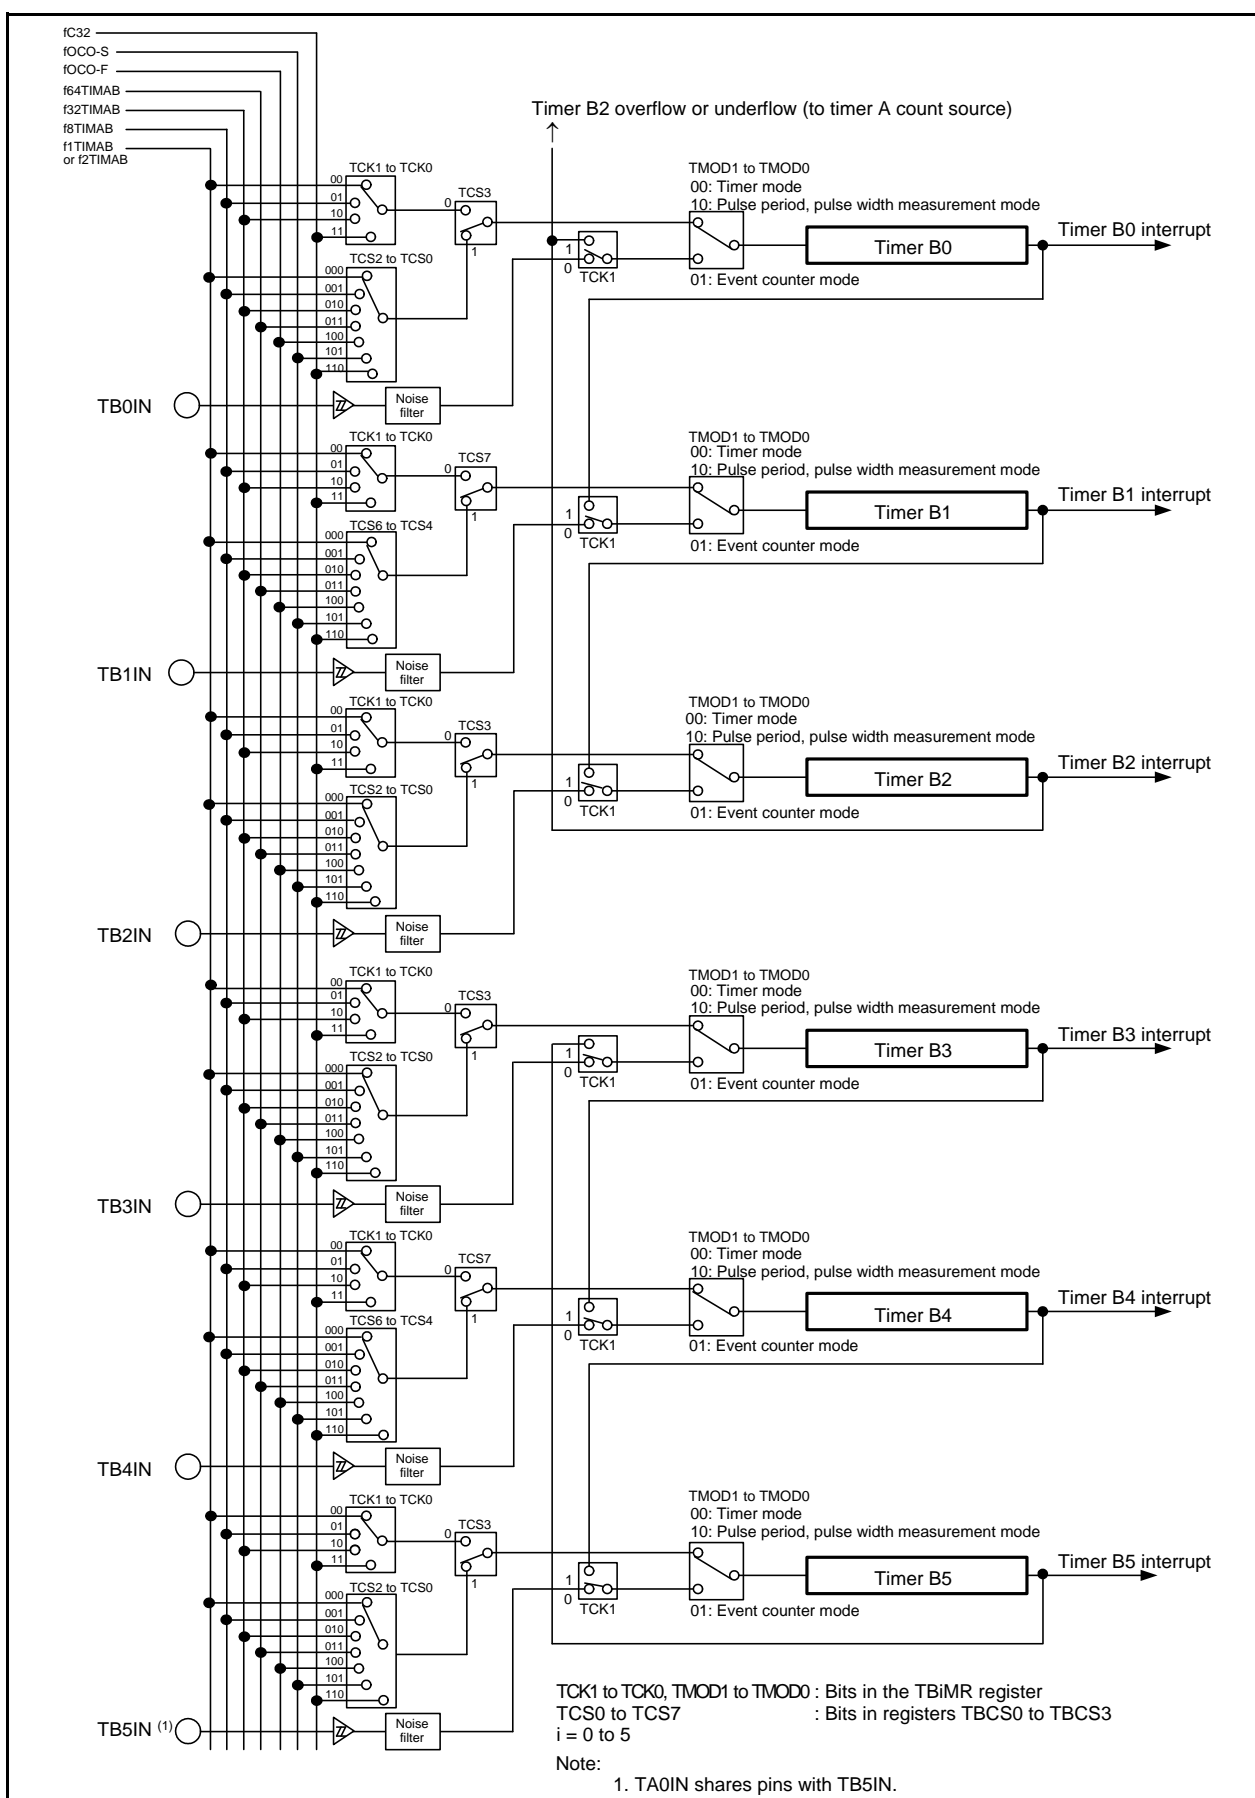 fC32
fOCO-S
fOCO-F
f64TIMAB
f32TIMAB
f8TIMAB
f1TIMAB
or f2TIMAB
Timer B2 overflow or underflow (to timer A count source)
TCK1 to TCK0
00
01
10
11
TCS3
0
1
TMOD1 to TMOD0
00: Timer mode
10: Pulse period, pulse width measurement mode
1
0
TCK1
01: Event counter mode
Timer B0
Timer B0 interrupt
TCS2 to TCS0
000
001
010
011
100
101
110
TB0IN
Noise
filter
TCK1 to TCK0
00
01
10
11
TCS7
0
1
TMOD1 to TMOD0
00: Timer mode
10: Pulse period, pulse width measurement mode
1
0
TCK1
01: Event counter mode
Timer B1
Timer B1 interrupt
TCS6 to TCS4
000
001
010
011
100
101
110
TB1IN
Noise
filter
TCK1 to TCK0
00
01
10
11
TCS3
0
1
TMOD1 to TMOD0
00: Timer mode
10: Pulse period, pulse width measurement mode
1
0
TCK1
01: Event counter mode
Timer B2
Timer B2 interrupt
TCS2 to TCS0
000
001
010
011
100
101
110
TB2IN
Noise
filter
TCK1 to TCK0
00
01
10
11
TCS3
0
1
TMOD1 to TMOD0
00: Timer mode
10: Pulse period, pulse width measurement mode
1
0
TCK1
01: Event counter mode
Timer B3
Timer B3 interrupt
TCS2 to TCS0
000
001
010
011
100
101
110
TB3IN
Noise
filter
TCK1 to TCK0
00
01
10
11
TCS7
0
1
TMOD1 to TMOD0
00: Timer mode
10: Pulse period, pulse width measurement mode
1
0
TCK1
01: Event counter mode
Timer B4
Timer B4 interrupt
TCS6 to TCS4
000
001
010
011
100
101
110
TB4IN
Noise
filter
TCK1 to TCK0
00
01
10
11
TCS3
0
1
TMOD1 to TMOD0
00: Timer mode
10: Pulse period, pulse width measurement mode
1
0
TCK1
01: Event counter mode
Timer B5
Timer B5 interrupt
TCS2 to TCS0
000
001
010
011
100
101
110
TB5IN (1)
Noise
filter
TCK1 to TCK0, TMOD1 to TMOD0 : Bits in the TBiMR register
TCS0 to TCS7 : Bits in registers TBCS0 to TBCS3
i = 0 to 5
Note:
1. TA0IN shares pins with TB5IN.